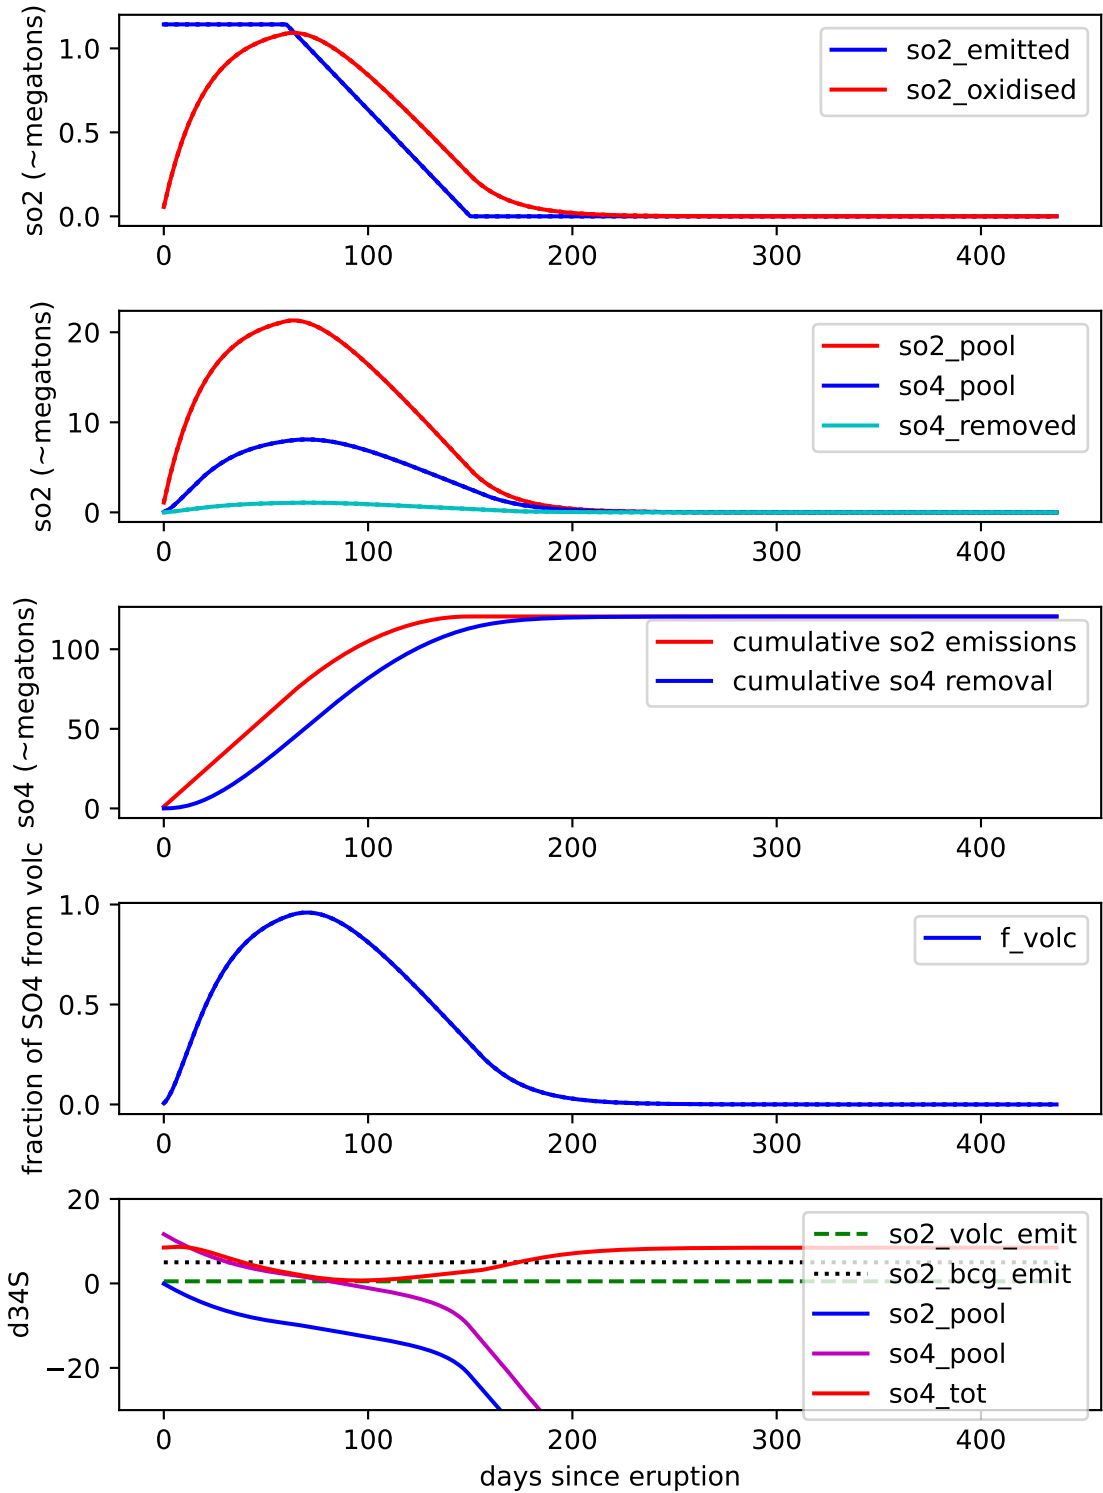 so2 (~megatons)
1.0
0.5
0.0
so2_emitted
so2_oxidised
0 100 200 300 400
so2 (~megatons)
20
10
0
so2_pool
so4_pool
so4_removed
0 100 200 300 400
so4 (~megatons)
100
50
0
cumulative so2 emissions
cumulative so4 removal
0 100 200 300 400
fraction of SO4 from volc
1.0
0.5
0.0
f_volc
0 100 200 300 400
d34S
20
0
−20
so2_volc_emit
so2_bcg_emit
so2_pool
so4_pool
so4_tot
0 100 200 300 400
days since eruption